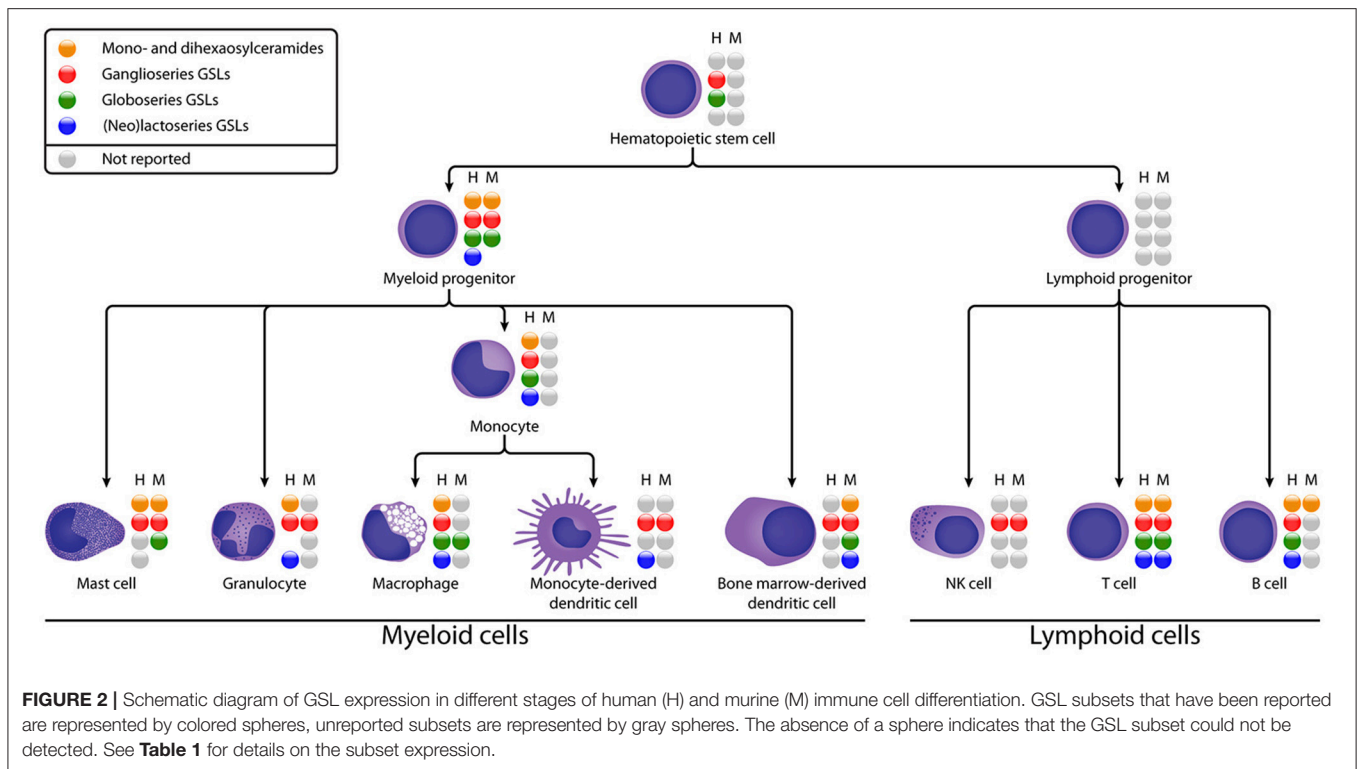 Mono- and dihexaosylceramides
Ganglioseries GSLs
Globoseries GSLs
(Neo)lactoseries GSLs
Not reported
H M
Hematopoietic stem cell
H M
Myeloid progenitor
H M
Lymphoid progenitor
H M
Monocyte
H M
Mast cell
H M
Granulocyte
H M
Macrophage
H M
Monocyte-derived
dendritic cell
H M
Bone marrow-derived
dendritic cell
H M
NK cell
H M
T cell
H M
B cell
Myeloid cells
Lymphoid cells
FIGURE 2 | Schematic diagram of GSL expression in different stages of human (H) and murine (M) immune cell differentiation. GSL subsets that have been reported
are represented by colored spheres, unreported subsets are represented by gray spheres. The absence of a sphere indicates that the GSL subset could not be
detected. See Table 1 for details on the subset expression.